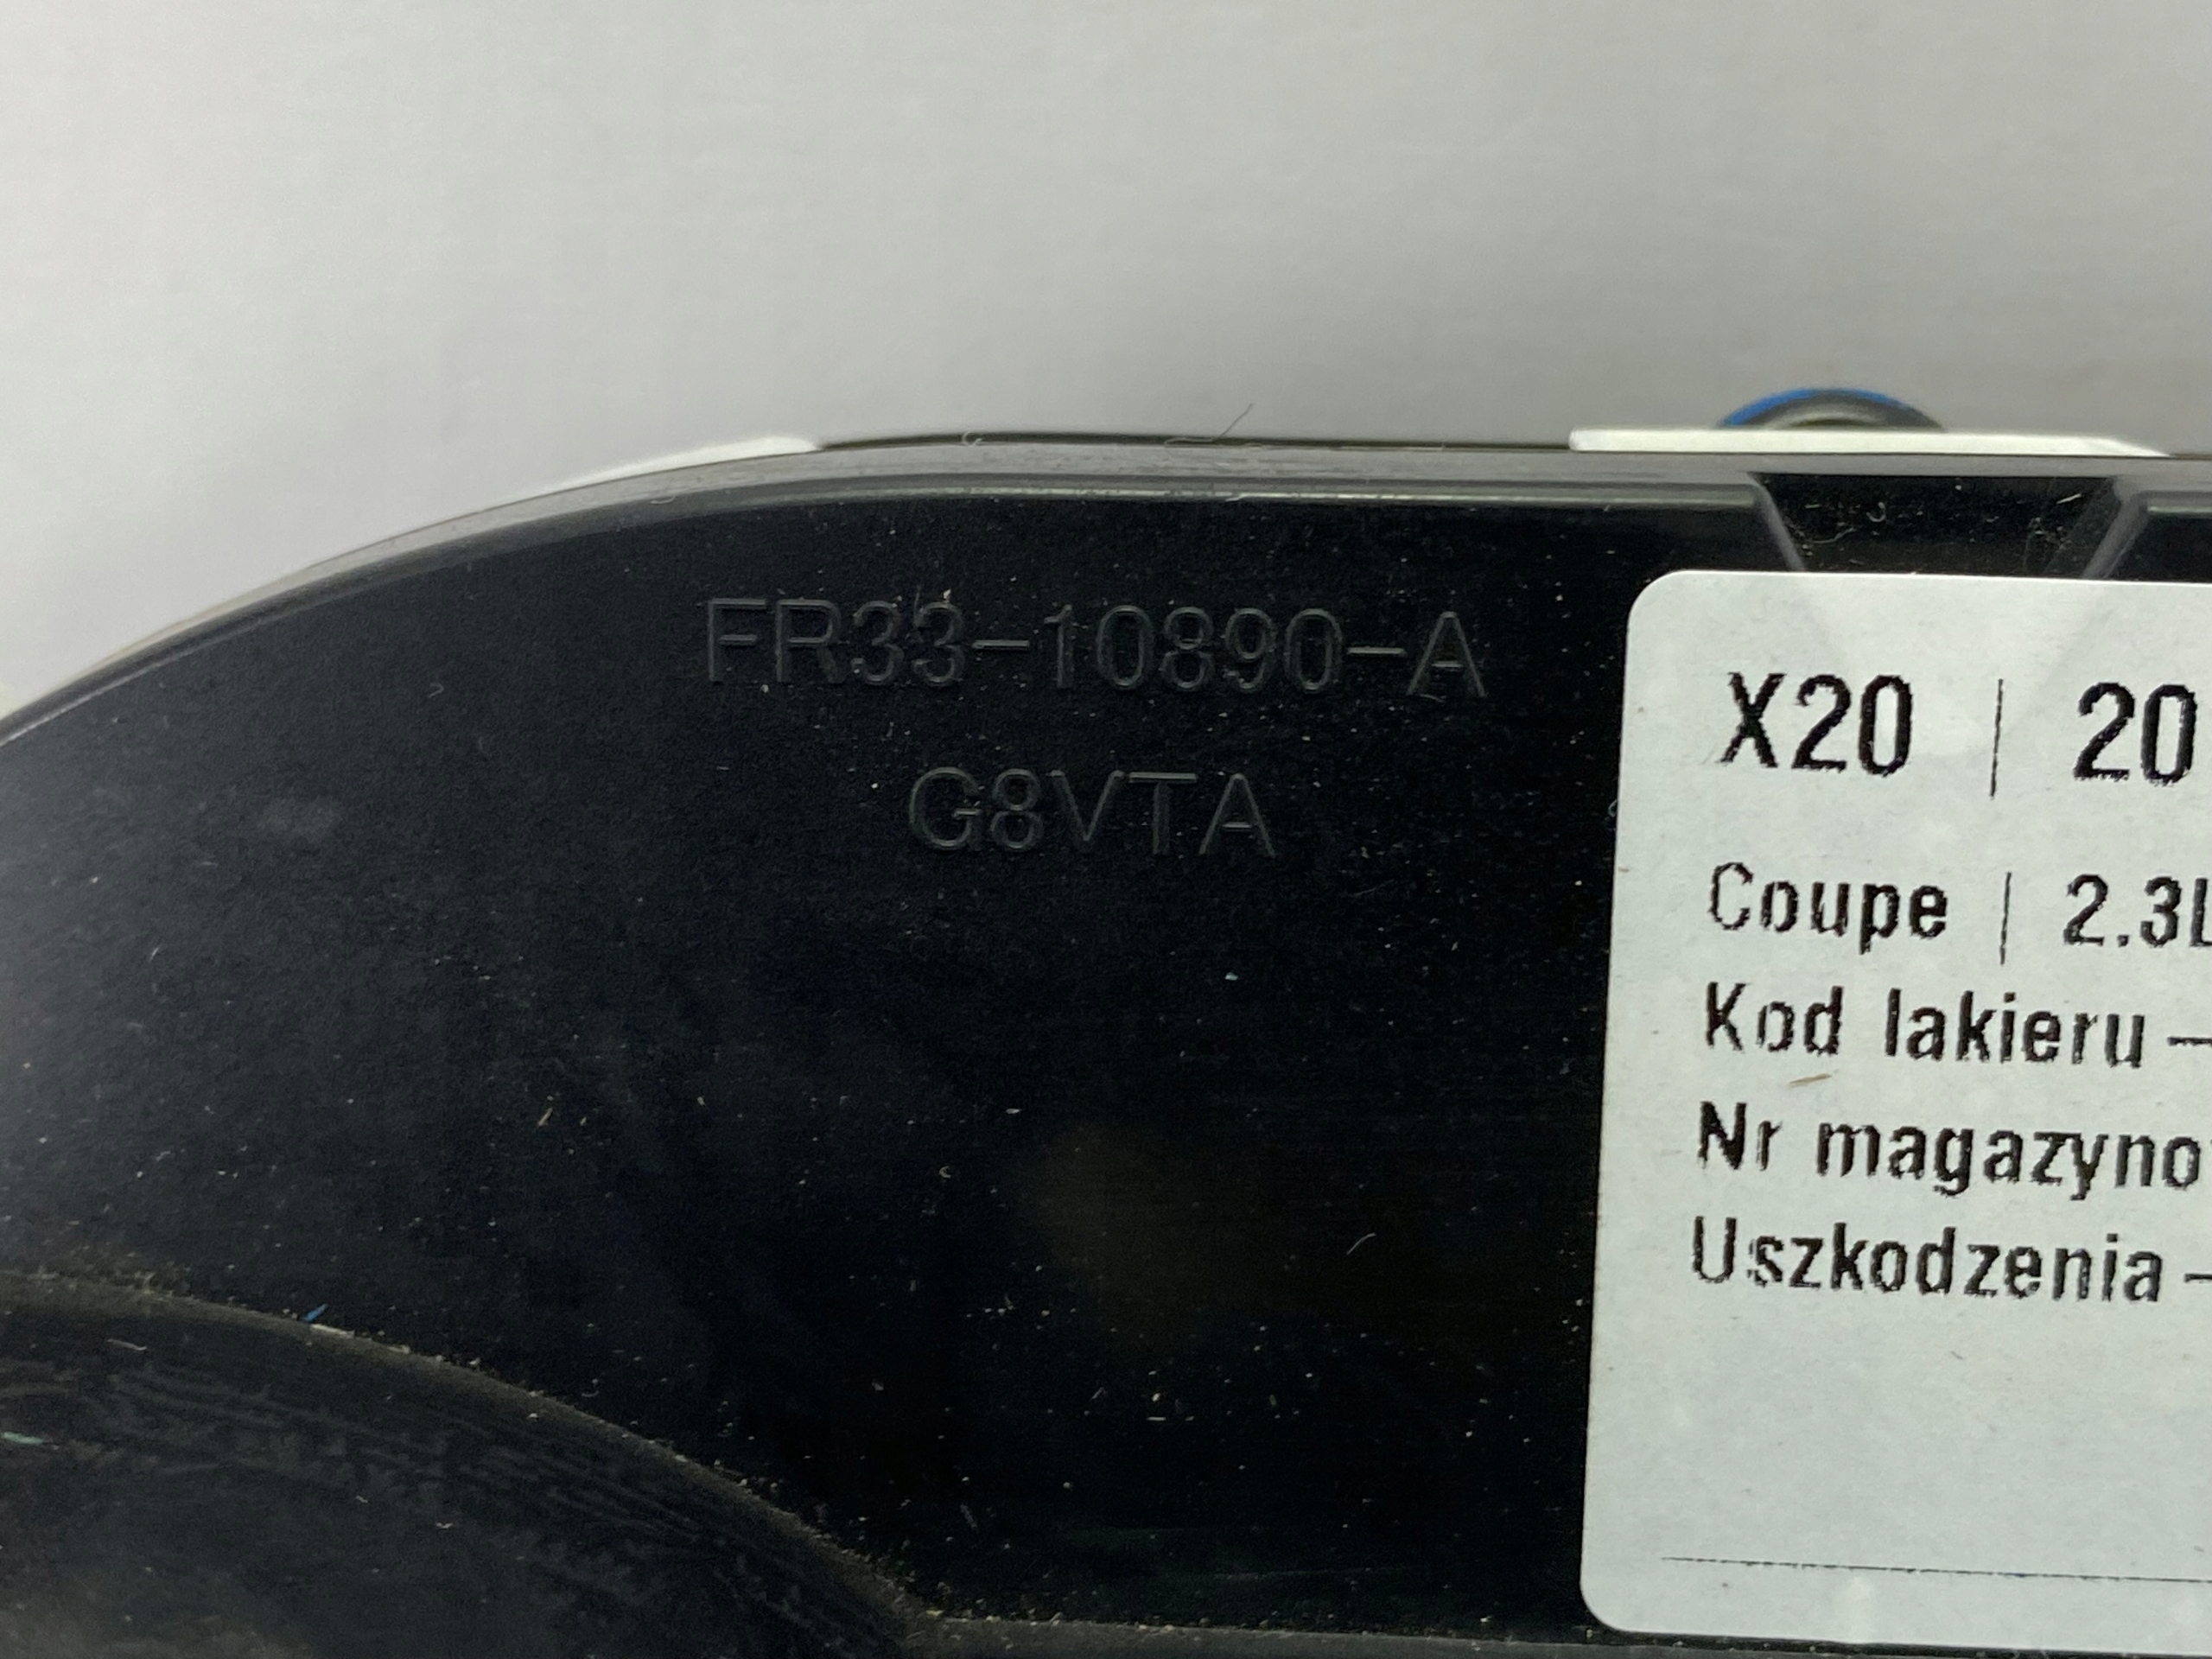 FR33-10890-A
G8VTA
X20 | 20
Coupe | 2.3L
Kod lakieru –
Nr magazyno
Uszkodzenia –